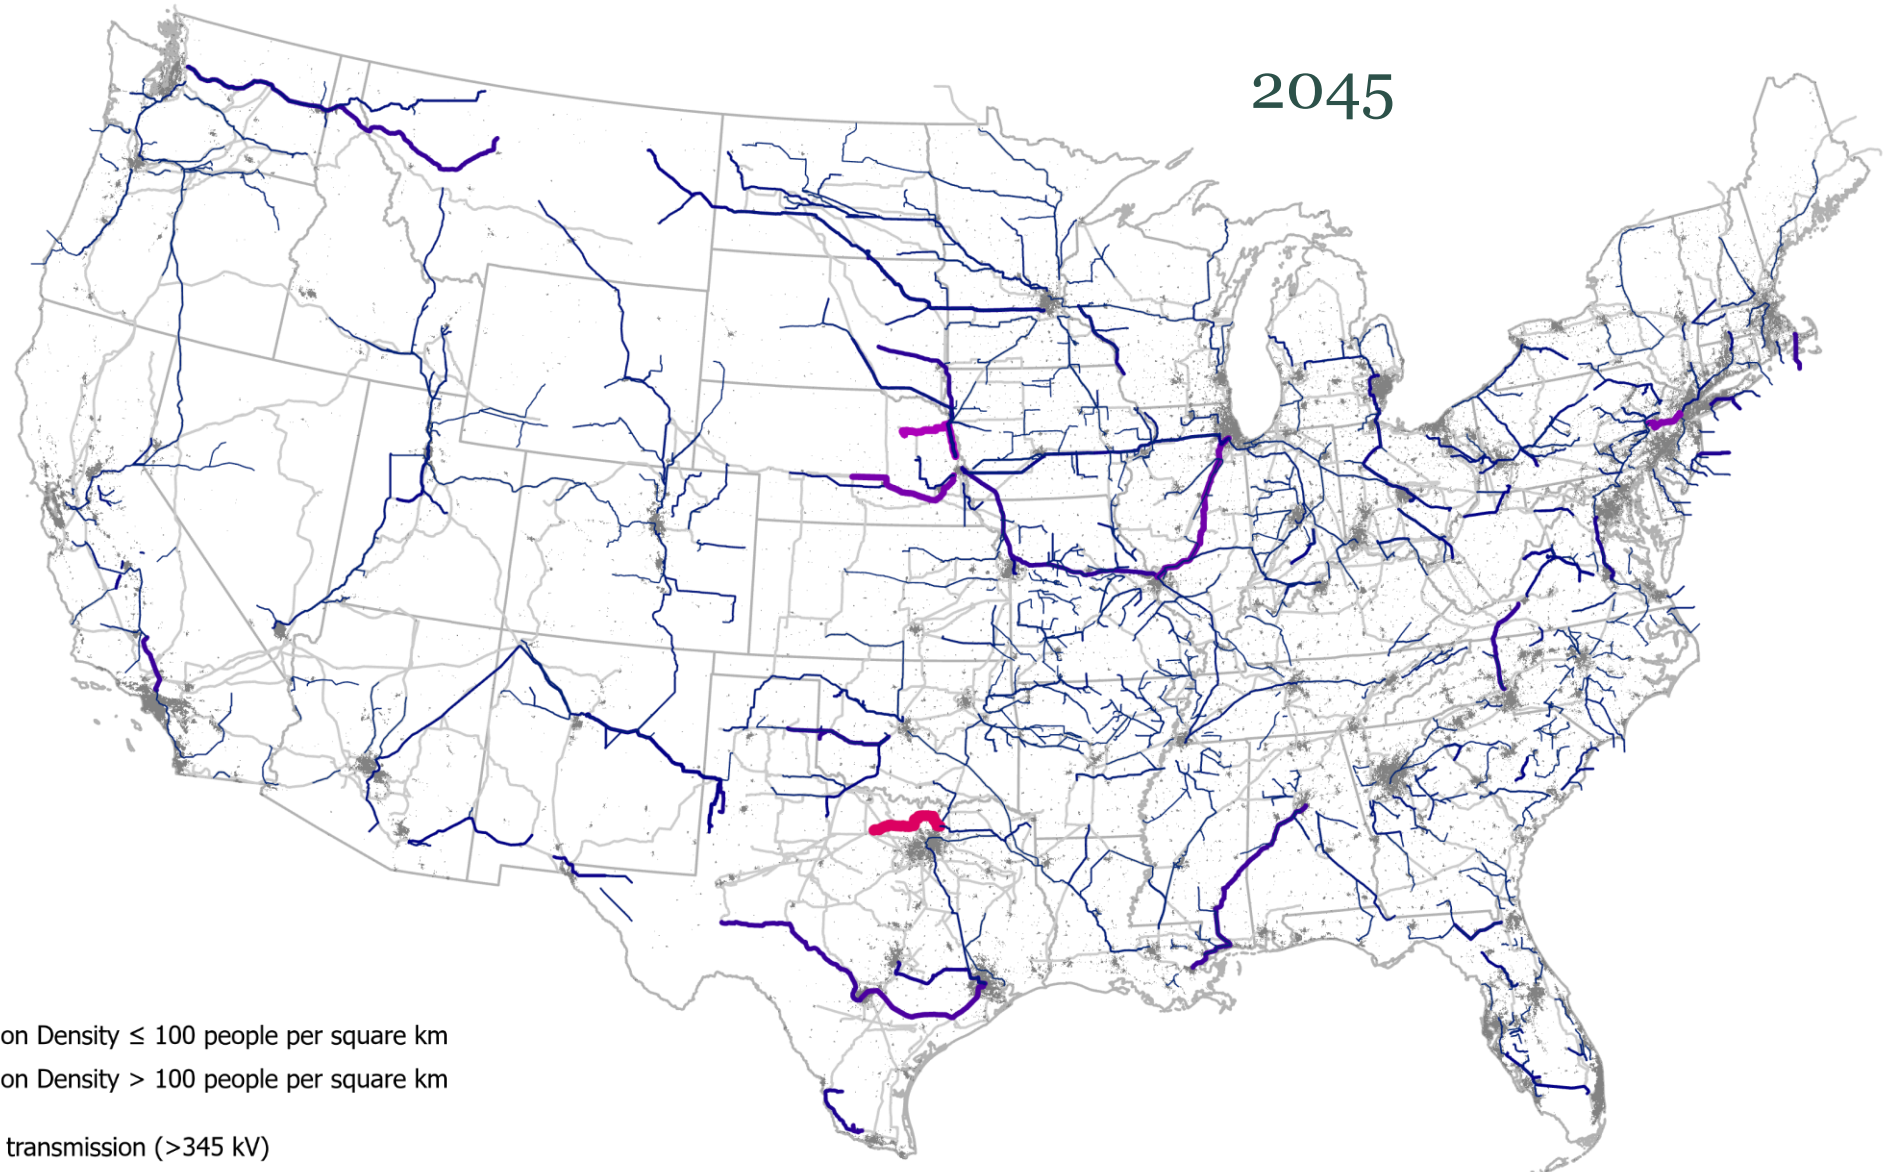 2045
on Density ≤ 100 people per square km
on Density > 100 people per square km
transmission (>345 kV)